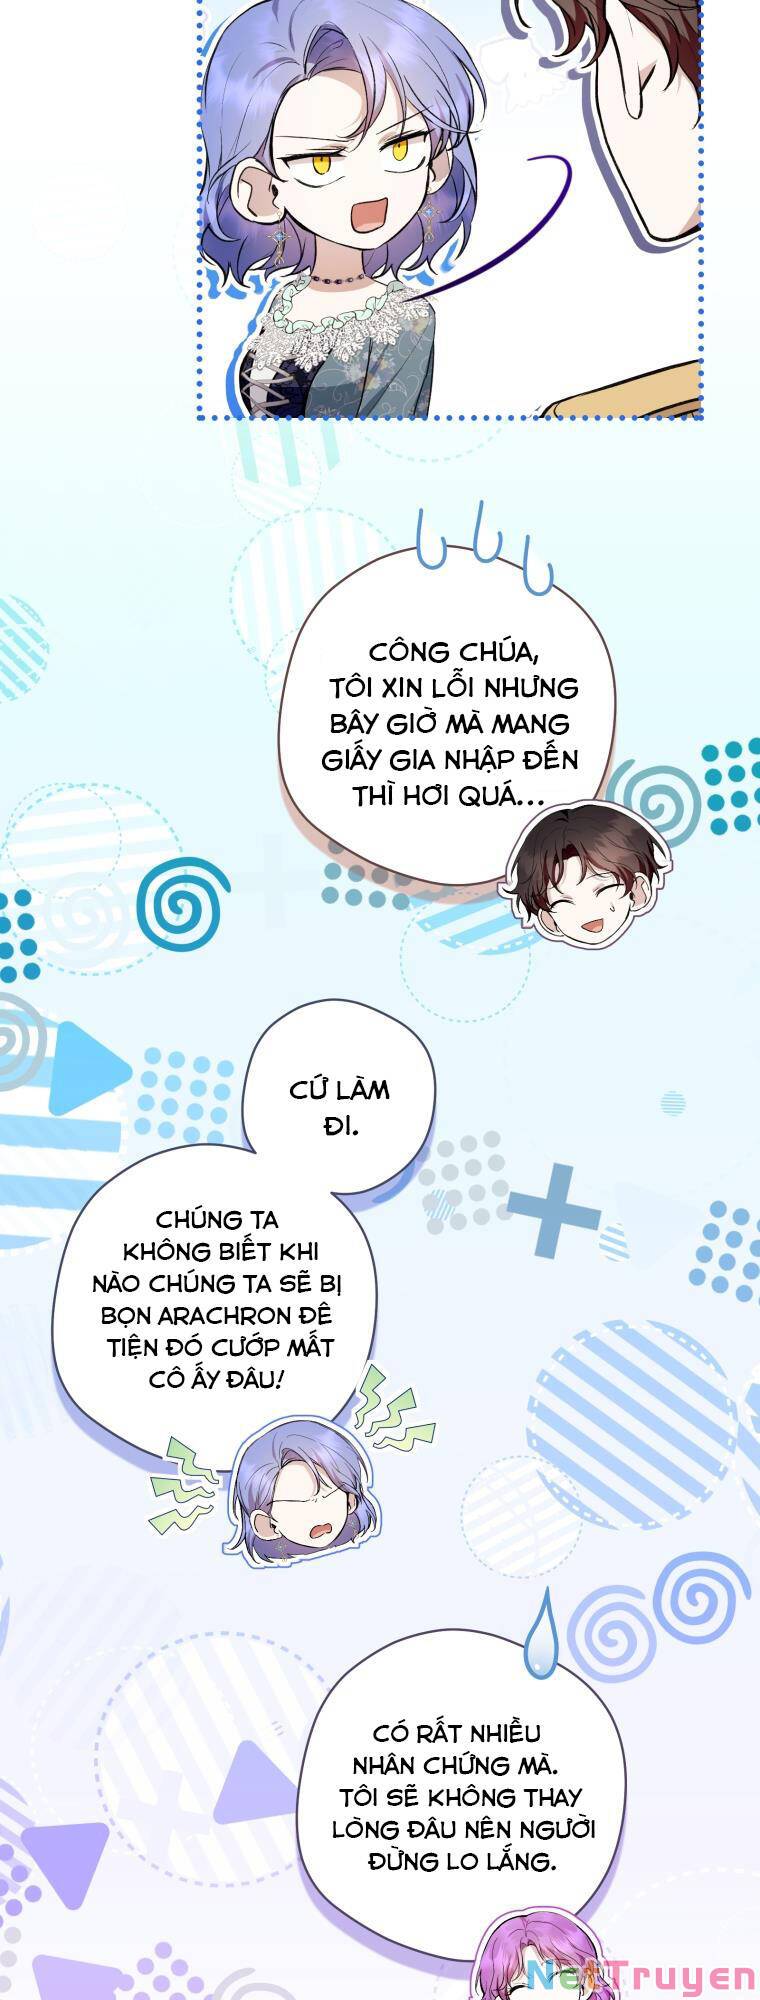 CÔNG CHÚA,
TÔI XIN LỖI NHƯNG
BÂY GIỜ MÀ MANG
GIẤY GIA NHẬP ĐẾN
THÌ HƠI QUÁ...
CỨ LÀM
ĐI.
CHÚNG TA
KHÔNG BIẾT KHI
NÀO CHÚNG TA SẼ BỊ
BỌN ARACHRON ĐÊ
TIỆN ĐÓ CƯỚP MẤT
CÔ ẤY ĐÂU!
CÓ RẤT NHIỀU
NHÂN CHỨNG MÀ.
TÔI SẼ KHÔNG THAY
LÒNG ĐÂU NÊN NGƯỜI
ĐỪNG LO LẮNG.
NetTruyen